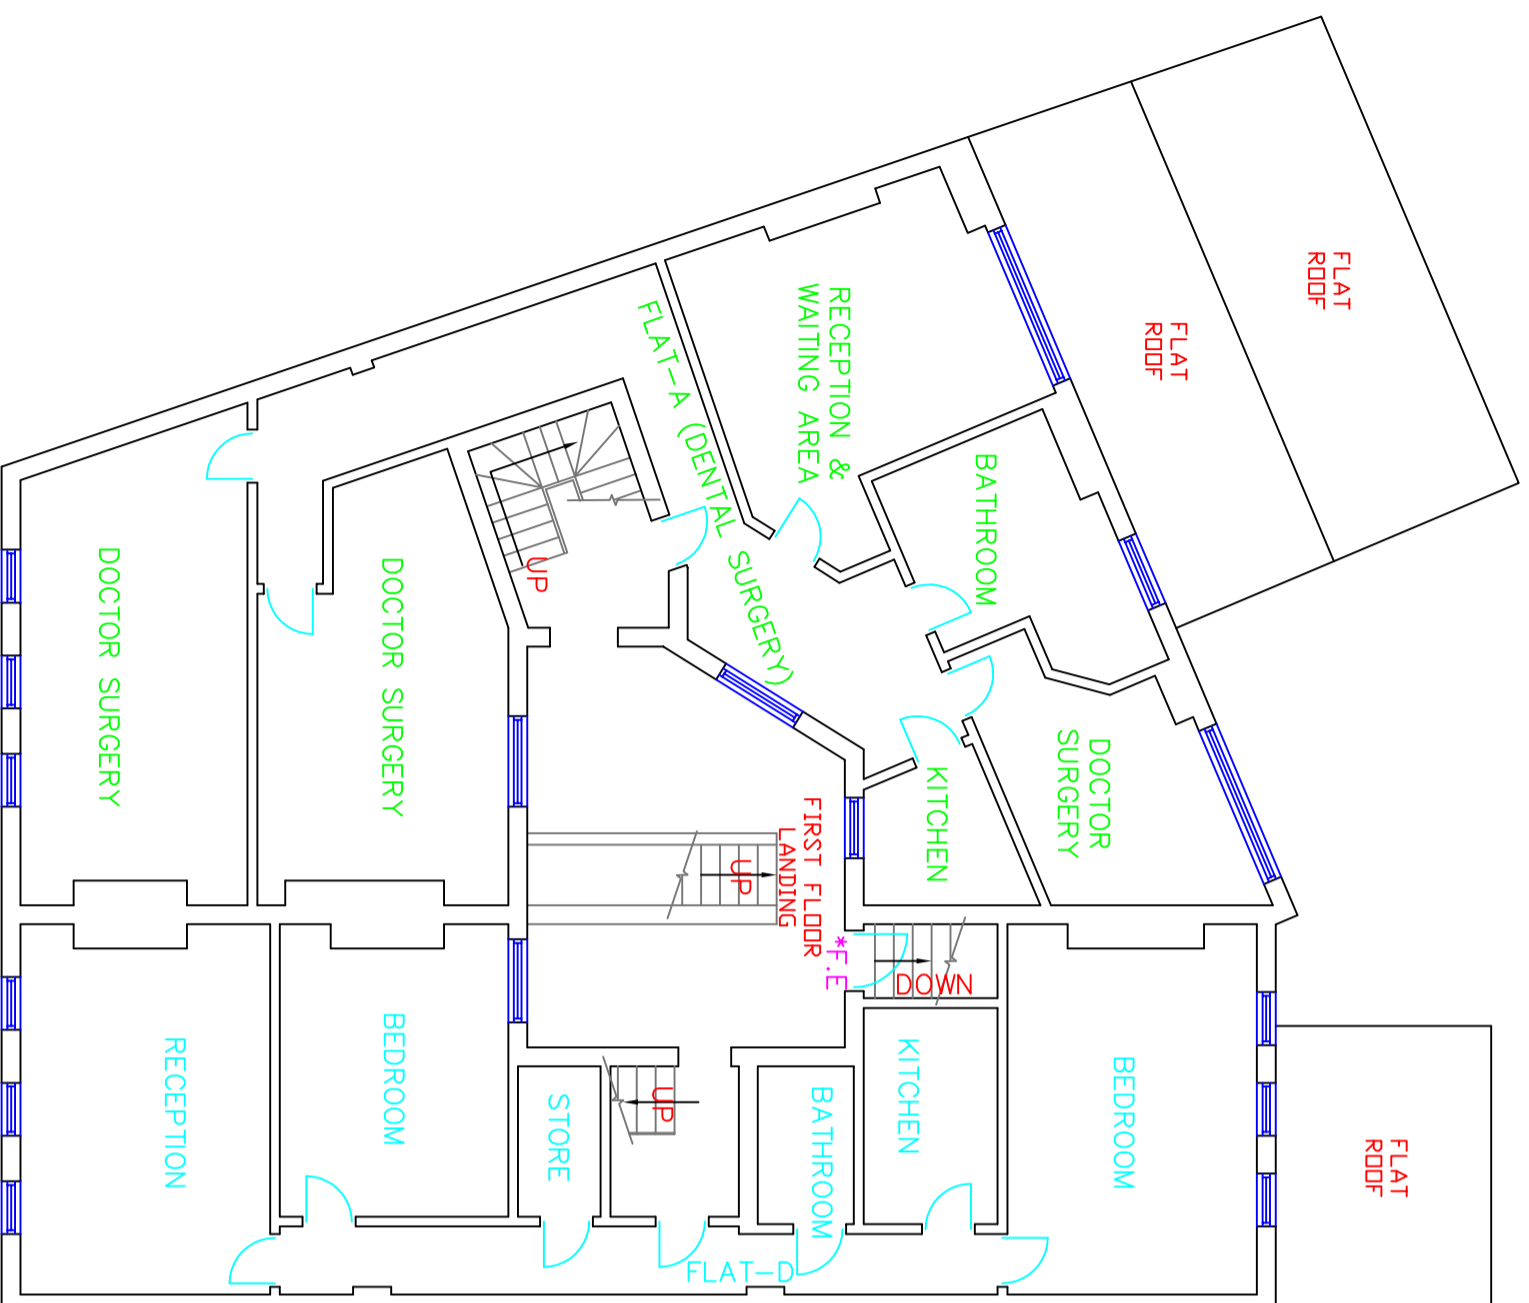 FLAT
ROOF
FLAT
ROOF
RECEPTION &
WAITING AREA
FLAT-A (DENTAL SURGERY)
BATHROOM
DOCTOR SURGERY
DOCTOR SURGERY
UP
DOCTOR
SURGERY
KITCHEN
FIRST FLOOR
LANDING
UP
*F.E
DOWN
RECEPTION
BEDROOM
STORE
UP
BATHROOM
KITCHEN
BEDROOM
FLAT
ROOF
FLAT-D